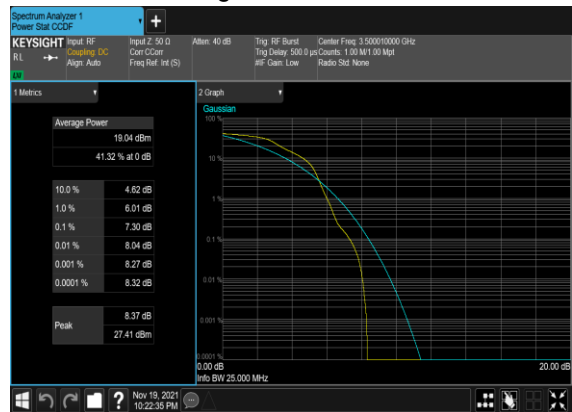 Spectrum Analyzer 1
Power Stat CCDF
+
KEYSIGHT
RL
Input: RF
Coupling: DC
Align: Auto
Input Z: 50 Ω
Corr CCorr
Freq Ref: Int (S)
Atten: 40 dB
Trig: RF Burst
Trig Delay: 500.0 µs
#IF Gain: Low
Center Freq: 3.500010000 GHz
Counts: 1.00 M/1.00 Mpt
Radio Std: None
1 Metrics
Average Power
19.04 dBm
41.32 % at 0 dB
10.0 % 4.62 dB
1.0 % 6.01 dB
0.1 % 7.30 dB
0.01 % 8.04 dB
0.001 % 8.27 dB
0.0001 % 8.32 dB
Peak
8.37 dB
27.41 dBm
2 Graph
Gaussian
100 %
10 %
1 %
0.1 %
0.01 %
0.001 %
0.0001 %
0.00 dB
20.00 dB
Info BW 25.000 MHz
?
Nov 19, 2021
10:22:35 PM